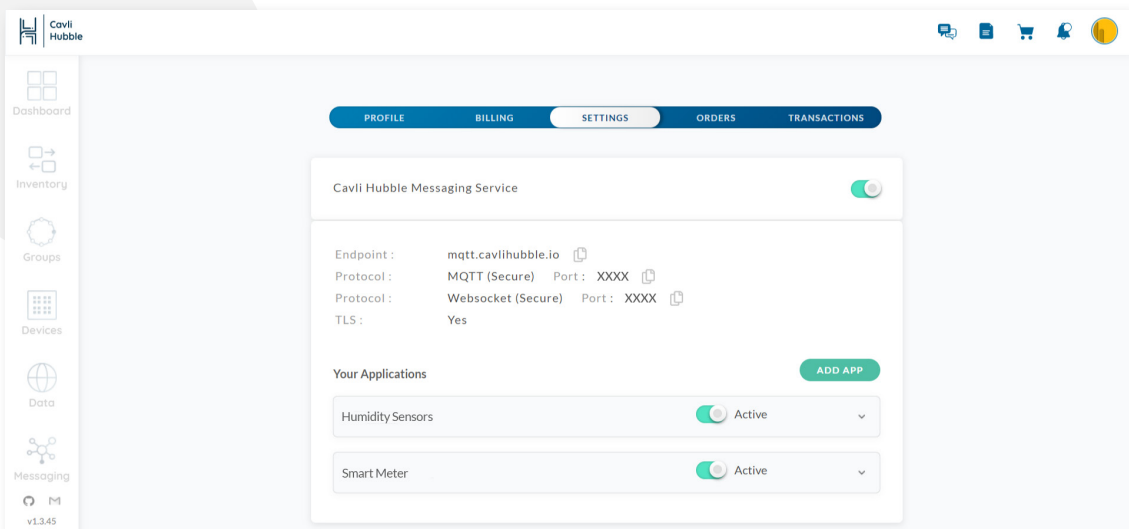 Cavli
Hubble
Dashboard
Inventory
Groups
Devices
Data
Messaging
v1.3.45
PROFILE BILLING SETTINGS ORDERS TRANSACTIONS
Cavli Hubble Messaging Service
Endpoint : mqtt.cavlihubble.io
Protocol : MQTT (Secure) Port : XXXX
Protocol : Websocket (Secure) Port : XXXX
TLS : Yes
Your Applications ADD APP
Humidity Sensors Active
Smart Meter Active